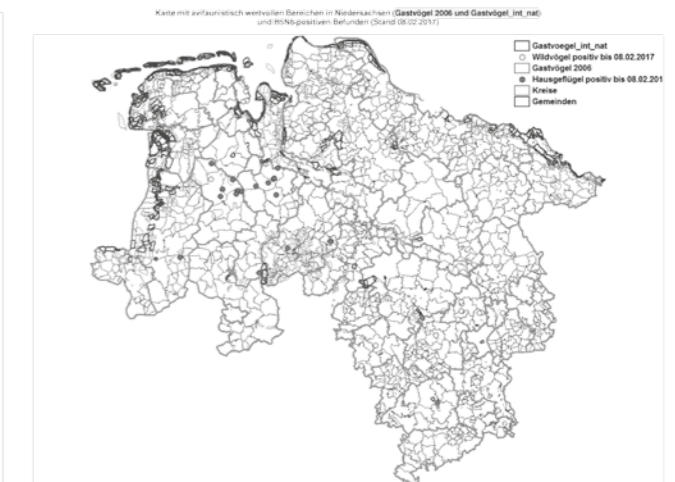 Karte mit avifaunistisch wertvollen Bereichen in Niedersachsen (Gastvögel 2006 und Gastvögel_int_nat)
und H5N8-positiven Befunden (Stand 08.02.2017)
Gastvoegel_int_nat
Wildvögel positiv bis 08.02.2017
Gastvögel 2006
Hausgeflügel positiv bis 08.02.201
Kreise
Gemeinden